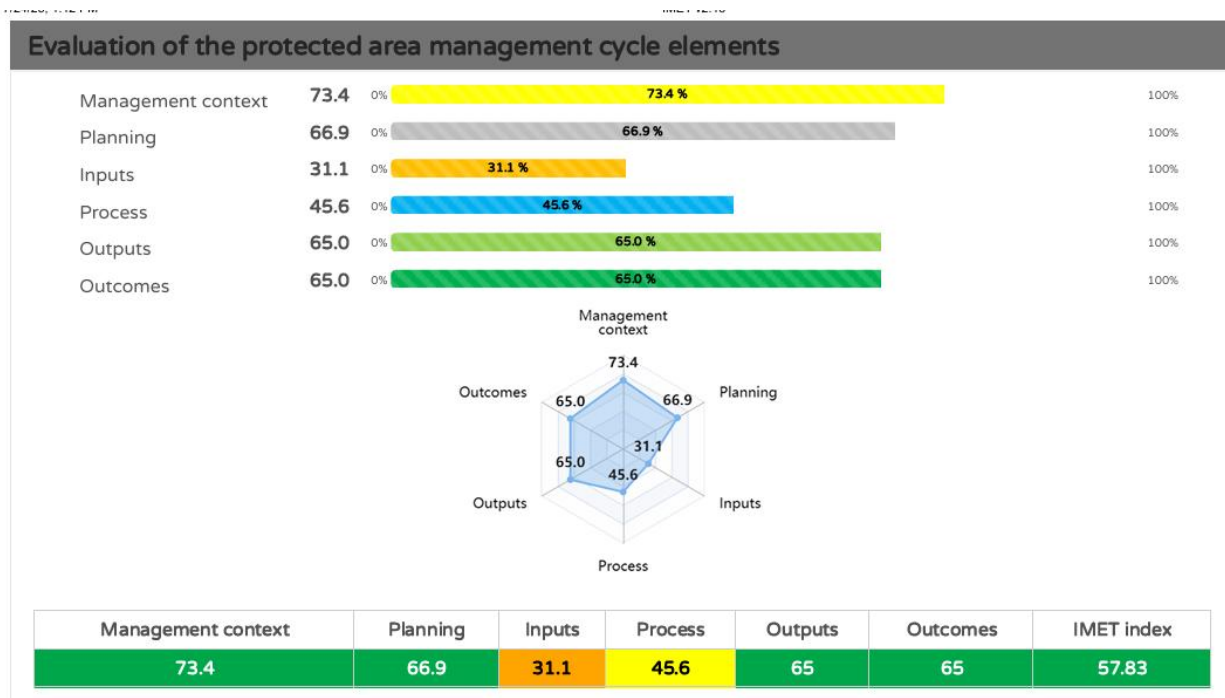 Evaluation of the protected area management cycle elements
Management context 73.4 0% 73.4 % 100%
Planning 66.9 0% 66.9 % 100%
Inputs 31.1 0% 31.1 % 100%
Process 45.6 0% 45.6 % 100%
Outputs 65.0 0% 65.0 % 100%
Outcomes 65.0 0% 65.0 % 100%
Management
context
73.4
Outcomes 65.0 66.9 Planning
31.1
65.0 45.6
Outputs Inputs
Process
Management context Planning Inputs Process Outputs Outcomes IMET index
73.4 66.9 31.1 45.6 65 65 57.83